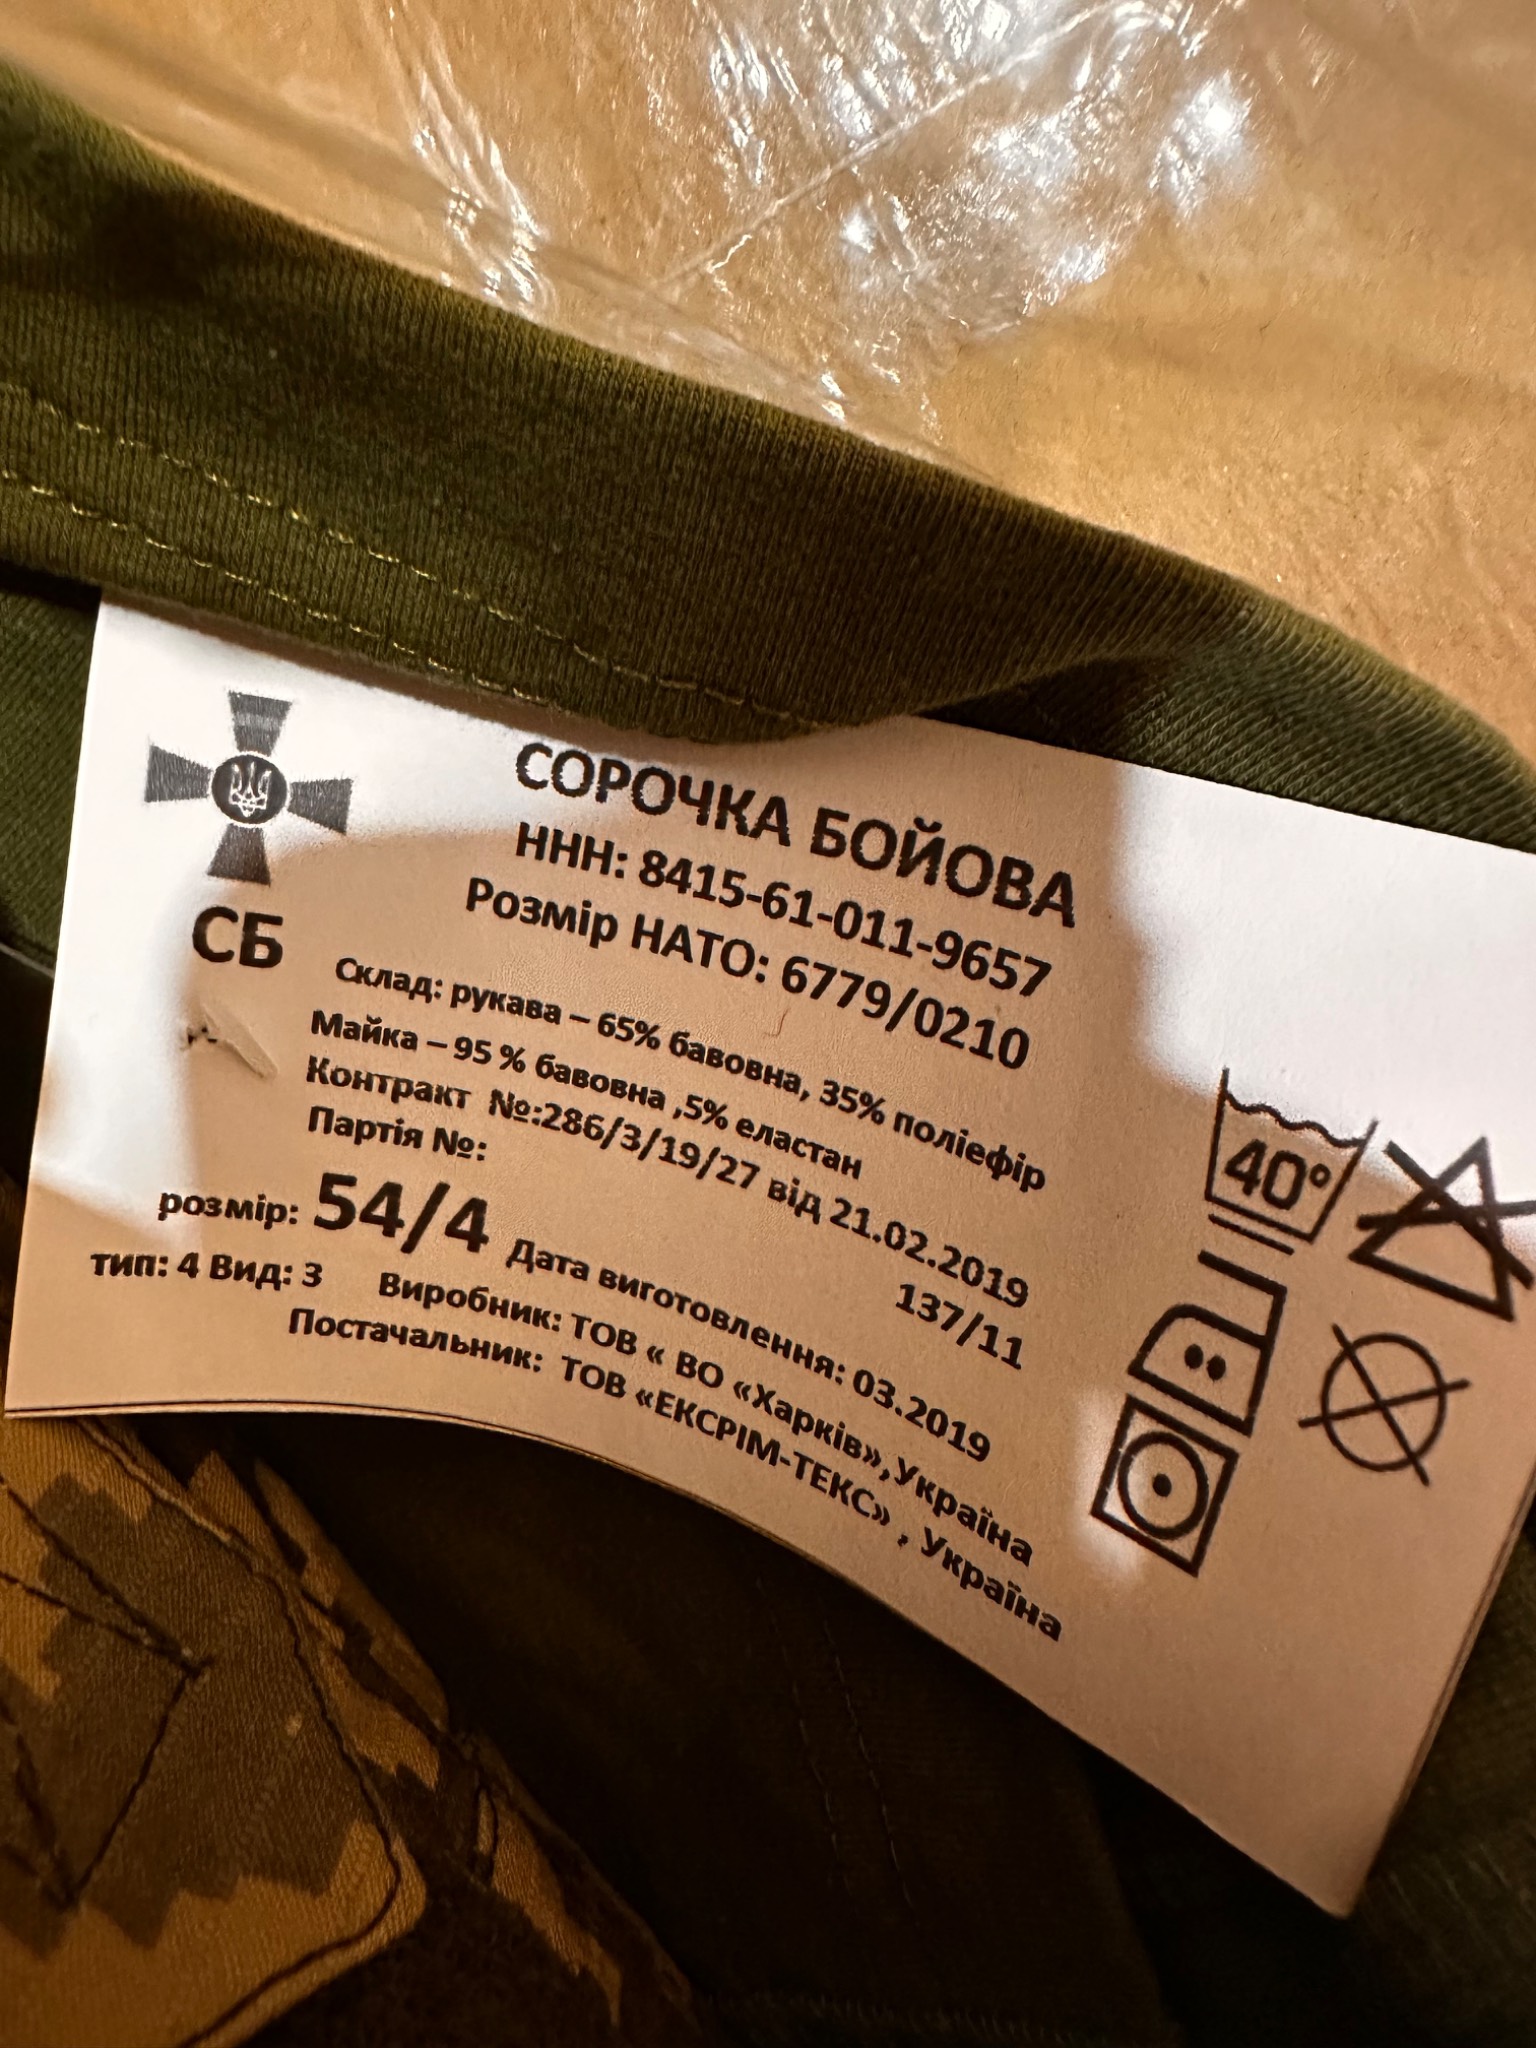 СОРОЧКА БОЙОВА
ННН: 8415-61-011-9657
Розмір НАТО: 6779/0210
СБ
Склад: рукава – 65% бавовна, 35% поліефір
Майка – 95 % бавовна ,5% еластан
Контракт №:286/3/19/27 від 21.02.2019
Партія №: 137/11
розмір: 54/4 Дата виготовлення: 03.2019
тип: 4 Вид: 3 Виробник: ТОВ « ВО «Харків», Україна
Постачальник: ТОВ «ЕКСРІМ-ТЕКС» , Україна
40°